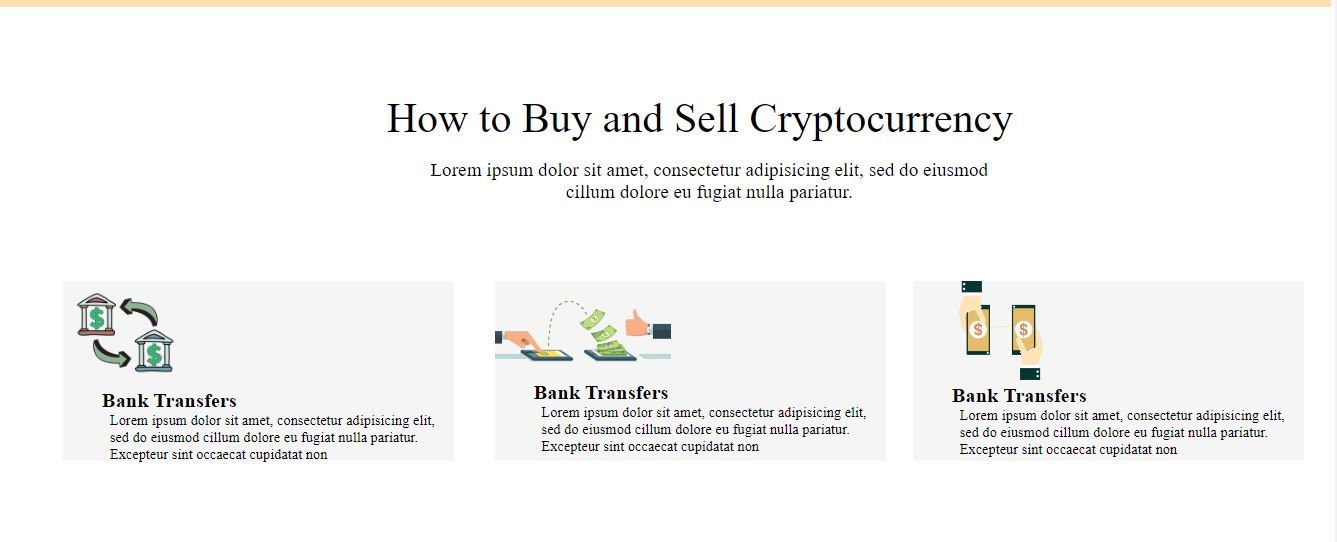 How to Buy and Sell Cryptocurrency
Lorem ipsum dolor sit amet, consectetur adipisicing elit, sed do eiusmod
cillum dolore eu fugiat nulla pariatur.
$
$
Bank Transfers
Lorem ipsum dolor sit amet, consectetur adipisicing elit,
sed do eiusmod cillum dolore eu fugiat nulla pariatur.
Excepteur sint occaecat cupidatat non
Bank Transfers
Lorem ipsum dolor sit amet, consectetur adipisicing elit,
sed do eiusmod cillum dolore eu fugiat nulla pariatur.
Excepteur sint occaecat cupidatat non
$ $
Bank Transfers
Lorem ipsum dolor sit amet, consectetur adipisicing elit,
sed do eiusmod cillum dolore eu fugiat nulla pariatur.
Excepteur sint occaecat cupidatat non